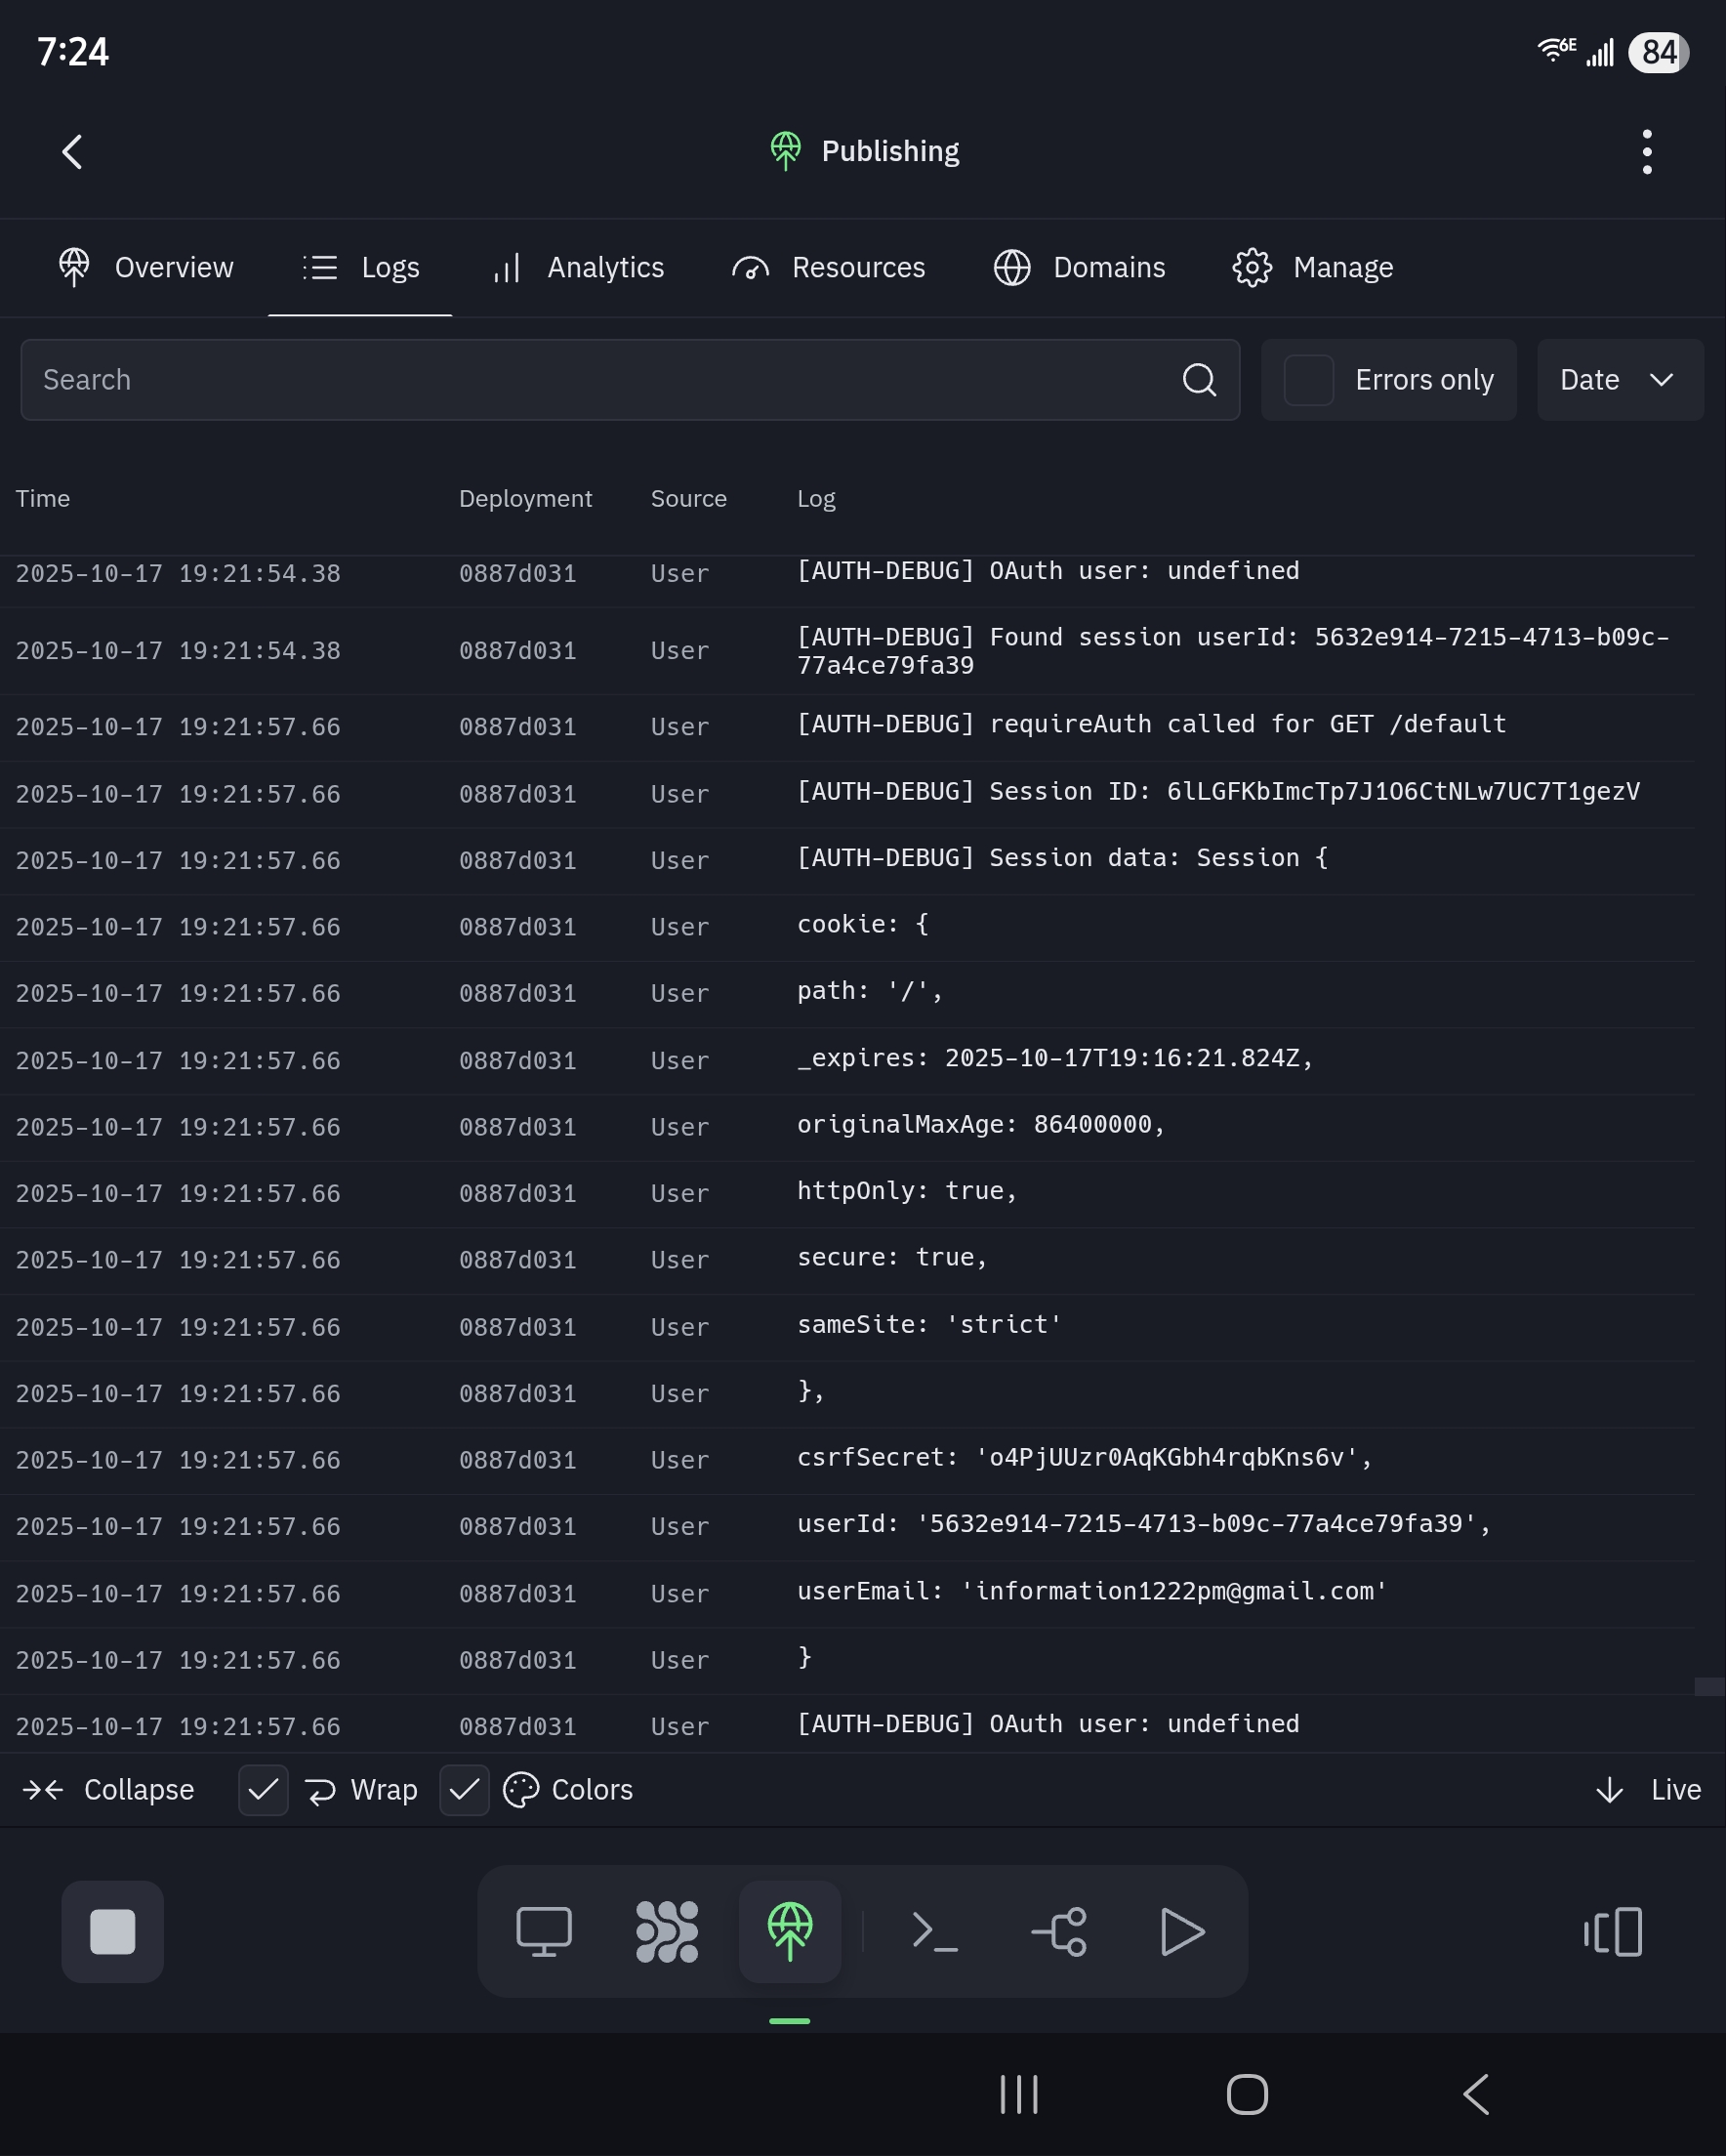 7:24
6E
84
Publishing
Overview Logs Analytics Resources Domains Manage
Search Errors only Date
Time Deployment Source Log
2025-10-17 19:21:54.38 0887d031 User [AUTH-DEBUG] OAuth user: undefined
2025-10-17 19:21:54.38 0887d031 User [AUTH-DEBUG] Found session userId: 5632e914-7215-4713-b09c-
77a4ce79fa39
2025-10-17 19:21:57.66 0887d031 User [AUTH-DEBUG] requireAuth called for GET /default
2025-10-17 19:21:57.66 0887d031 User [AUTH-DEBUG] Session ID: 6lLGFKbImcTp7J1O6CtNLw7UC7T1gezV
2025-10-17 19:21:57.66 0887d031 User [AUTH-DEBUG] Session data: Session {
2025-10-17 19:21:57.66 0887d031 User cookie: {
2025-10-17 19:21:57.66 0887d031 User path: '/',
2025-10-17 19:21:57.66 0887d031 User _expires: 2025-10-17T19:16:21.824Z,
2025-10-17 19:21:57.66 0887d031 User originalMaxAge: 86400000,
2025-10-17 19:21:57.66 0887d031 User httpOnly: true,
2025-10-17 19:21:57.66 0887d031 User secure: true,
2025-10-17 19:21:57.66 0887d031 User sameSite: 'strict'
2025-10-17 19:21:57.66 0887d031 User },
2025-10-17 19:21:57.66 0887d031 User csrfSecret: 'o4PjUUzr0AqKGbh4rqbKns6v',
2025-10-17 19:21:57.66 0887d031 User userId: '5632e914-7215-4713-b09c-77a4ce79fa39',
2025-10-17 19:21:57.66 0887d031 User userEmail: 'information1222pm@gmail.com'
2025-10-17 19:21:57.66 0887d031 User }
2025-10-17 19:21:57.66 0887d031 User [AUTH-DEBUG] OAuth user: undefined
Collapse Wrap Colors Live